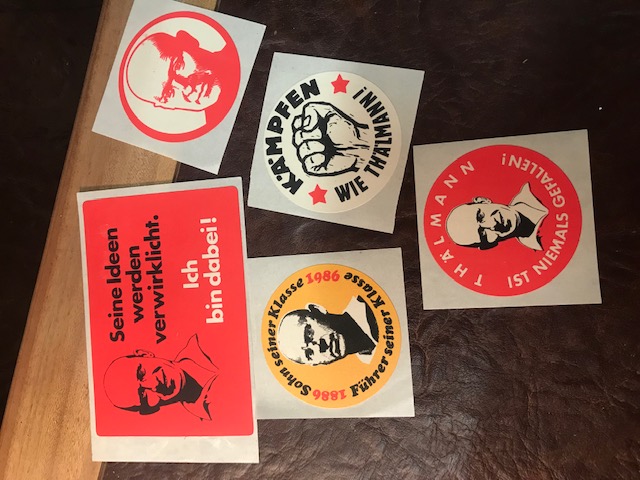 KÄMPFEN
WIE THÄLMANN!
THÄLMANN
IST NIEMALS GEFALLEN!
Seine Ideen
werden
verwirklicht.
Ich
bin dabei!
Sohn seiner Klasse
1886 1986
Führer seiner Klasse